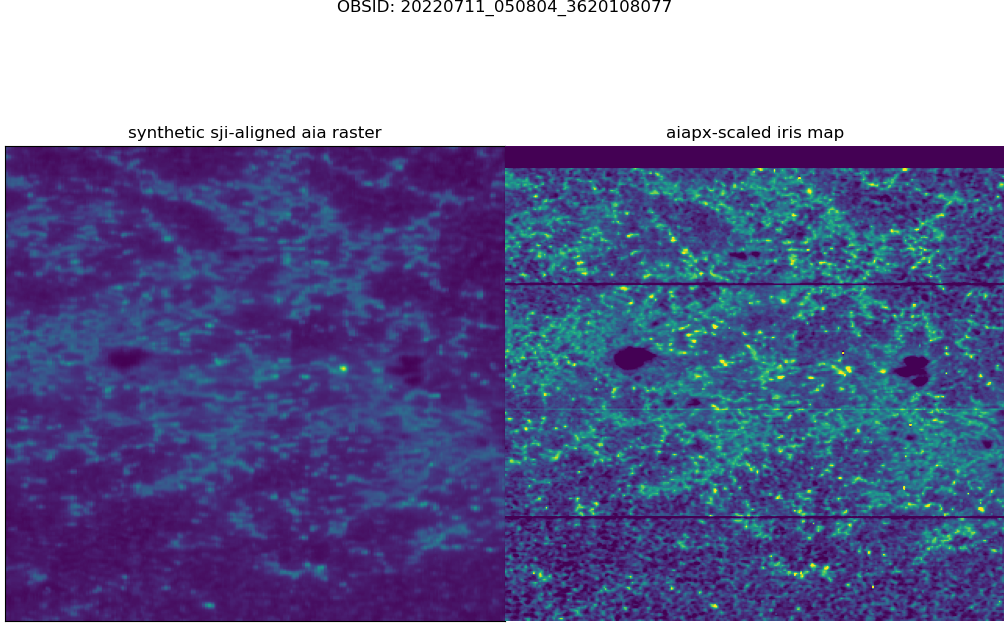 OBSID: 20220711_050804_3620108077
synthetic sji-aligned aia raster
aiapx-scaled iris map